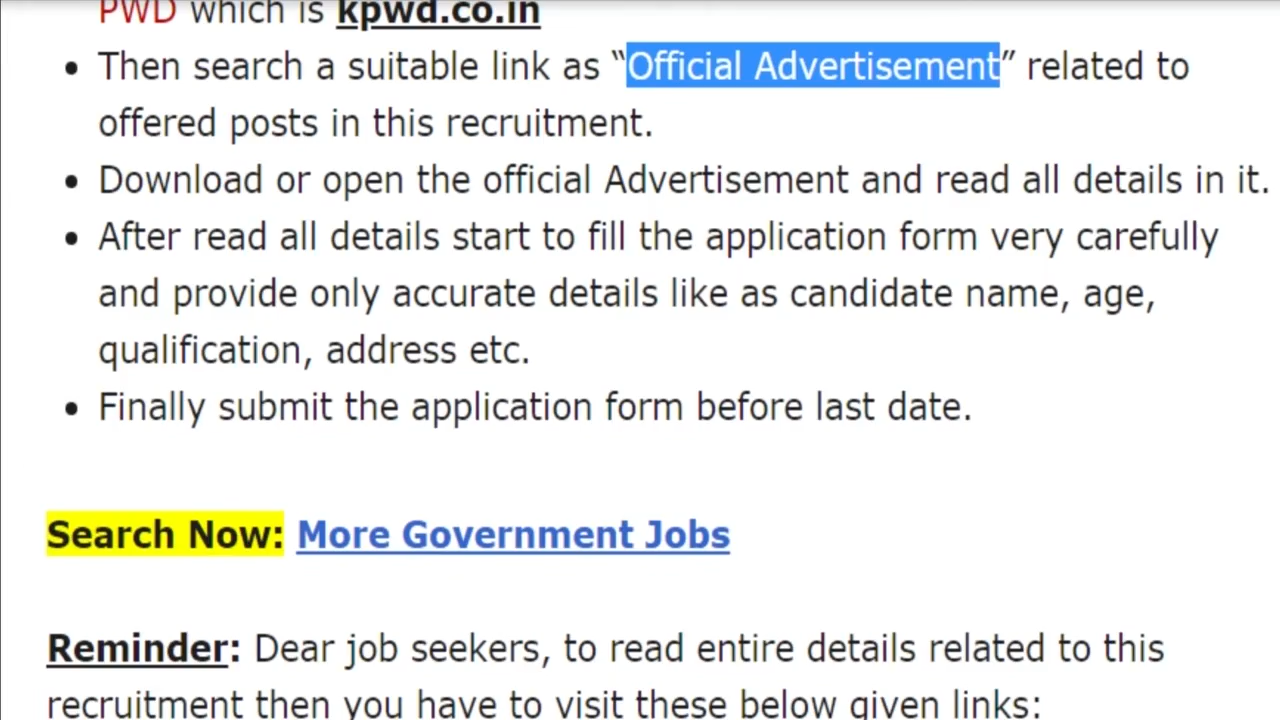 PWD which is kpwd.co.in
• Then search a suitable link as “Official Advertisement” related to
offered posts in this recruitment.
• Download or open the official Advertisement and read all details in it.
• After read all details start to fill the application form very carefully
and provide only accurate details like as candidate name, age,
qualification, address etc.
• Finally submit the application form before last date.
Search Now: More Government Jobs
Reminder: Dear job seekers, to read entire details related to this
recruitment then you have to visit these below given links: